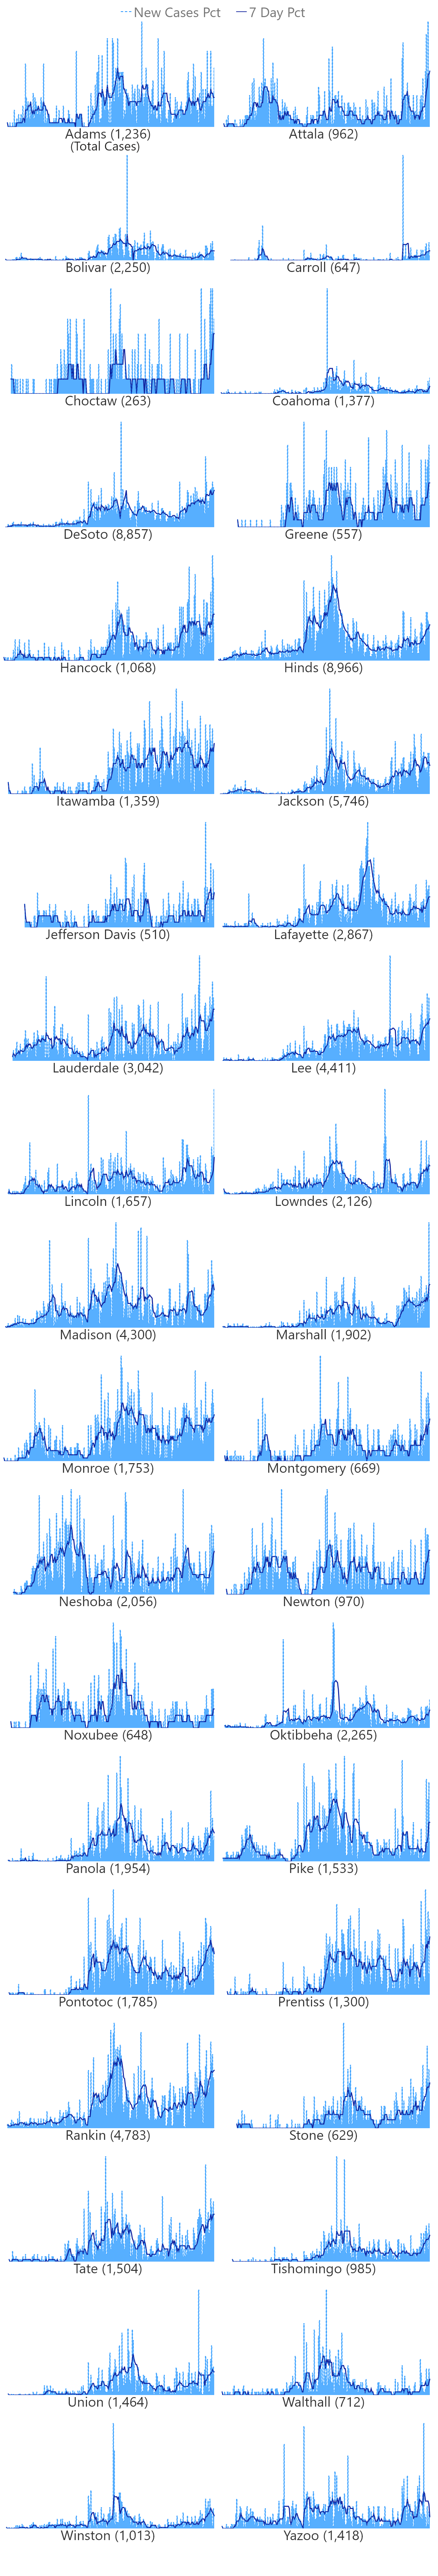 New Cases Pct 7 Day Pct
Adams (1,236) Attala (962)
(Total Cases)
Bolivar (2,250) Carroll (647)
Choctaw (263) Coahoma (1,377)
DeSoto (8,857) Greene (557)
Hancock (1,068) Hinds (8,966)
Itawamba (1,359) Jackson (5,746)
Jefferson Davis (510) Lafayette (2,867)
Lauderdale (3,042) Lee (4,411)
Lincoln (1,657) Lowndes (2,126)
Madison (4,300) Marshall (1,902)
Monroe (1,753) Montgomery (669)
Neshoba (2,056) Newton (970)
Noxubee (648) Oktibbeha (2,265)
Panola (1,954) Pike (1,533)
Pontotoc (1,785) Prentiss (1,300)
Rankin (4,783) Stone (629)
Tate (1,504) Tishomingo (985)
Union (1,464) Walthall (712)
Winston (1,013) Yazoo (1,418)